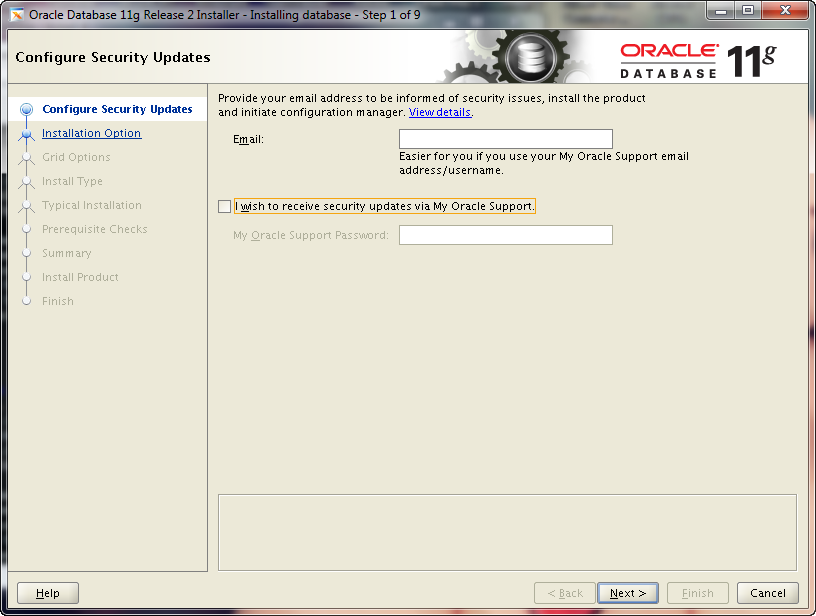 Oracle Database 11g Release 2 Installer - Installing database - Step 1 of 9
Configure Security Updates
ORACLE
DATABASE
11g
Configure Security Updates
Installation Option
Grid Options
Install Type
Typical Installation
Prerequisite Checks
Summary
Install Product
Finish
Provide your email address to be informed of security issues, install the product
and initiate configuration manager. View details.
Email:
Easier for you if you use your My Oracle Support email
address/username.
I wish to receive security updates via My Oracle Support.
My Oracle Support Password:
Help
< Back
Next >
Finish
Cancel